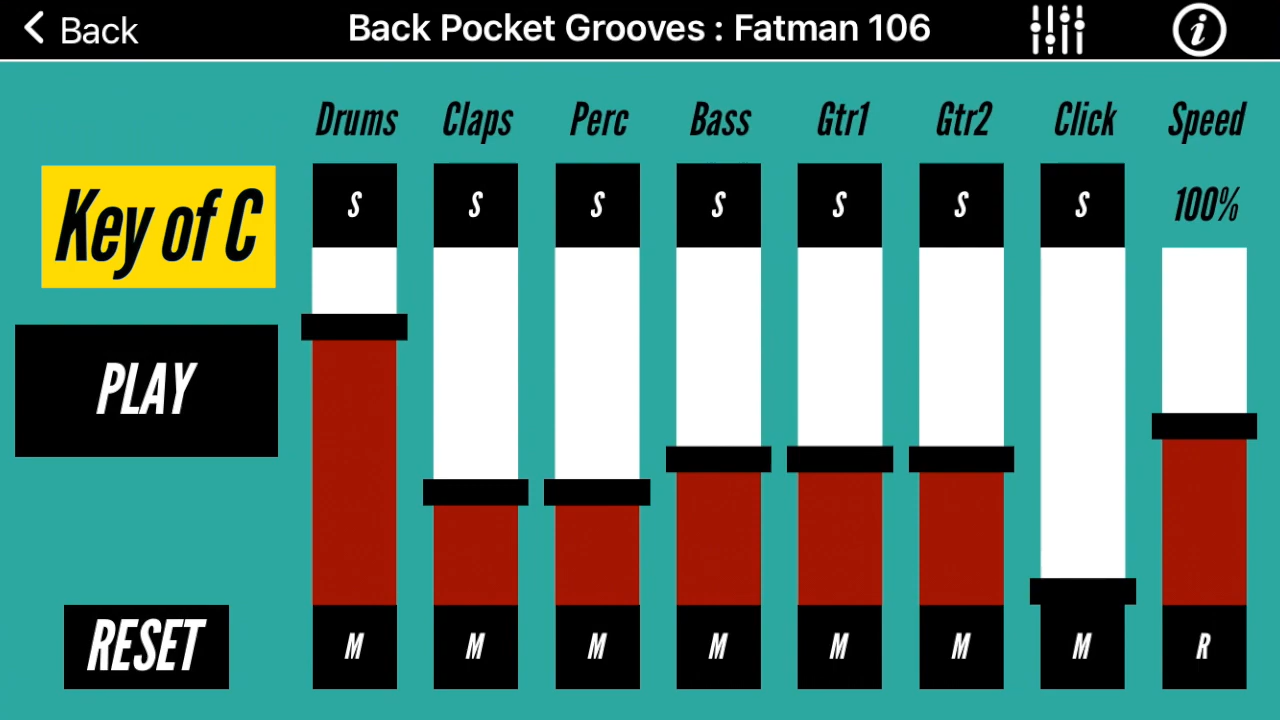 Back
Back Pocket Grooves : Fatman 106
i
Drums Claps Perc Bass Gtr1 Gtr2 Click Speed
Key of C
S S S S S S S 100%
PLAY
RESET
M M M M M M M R